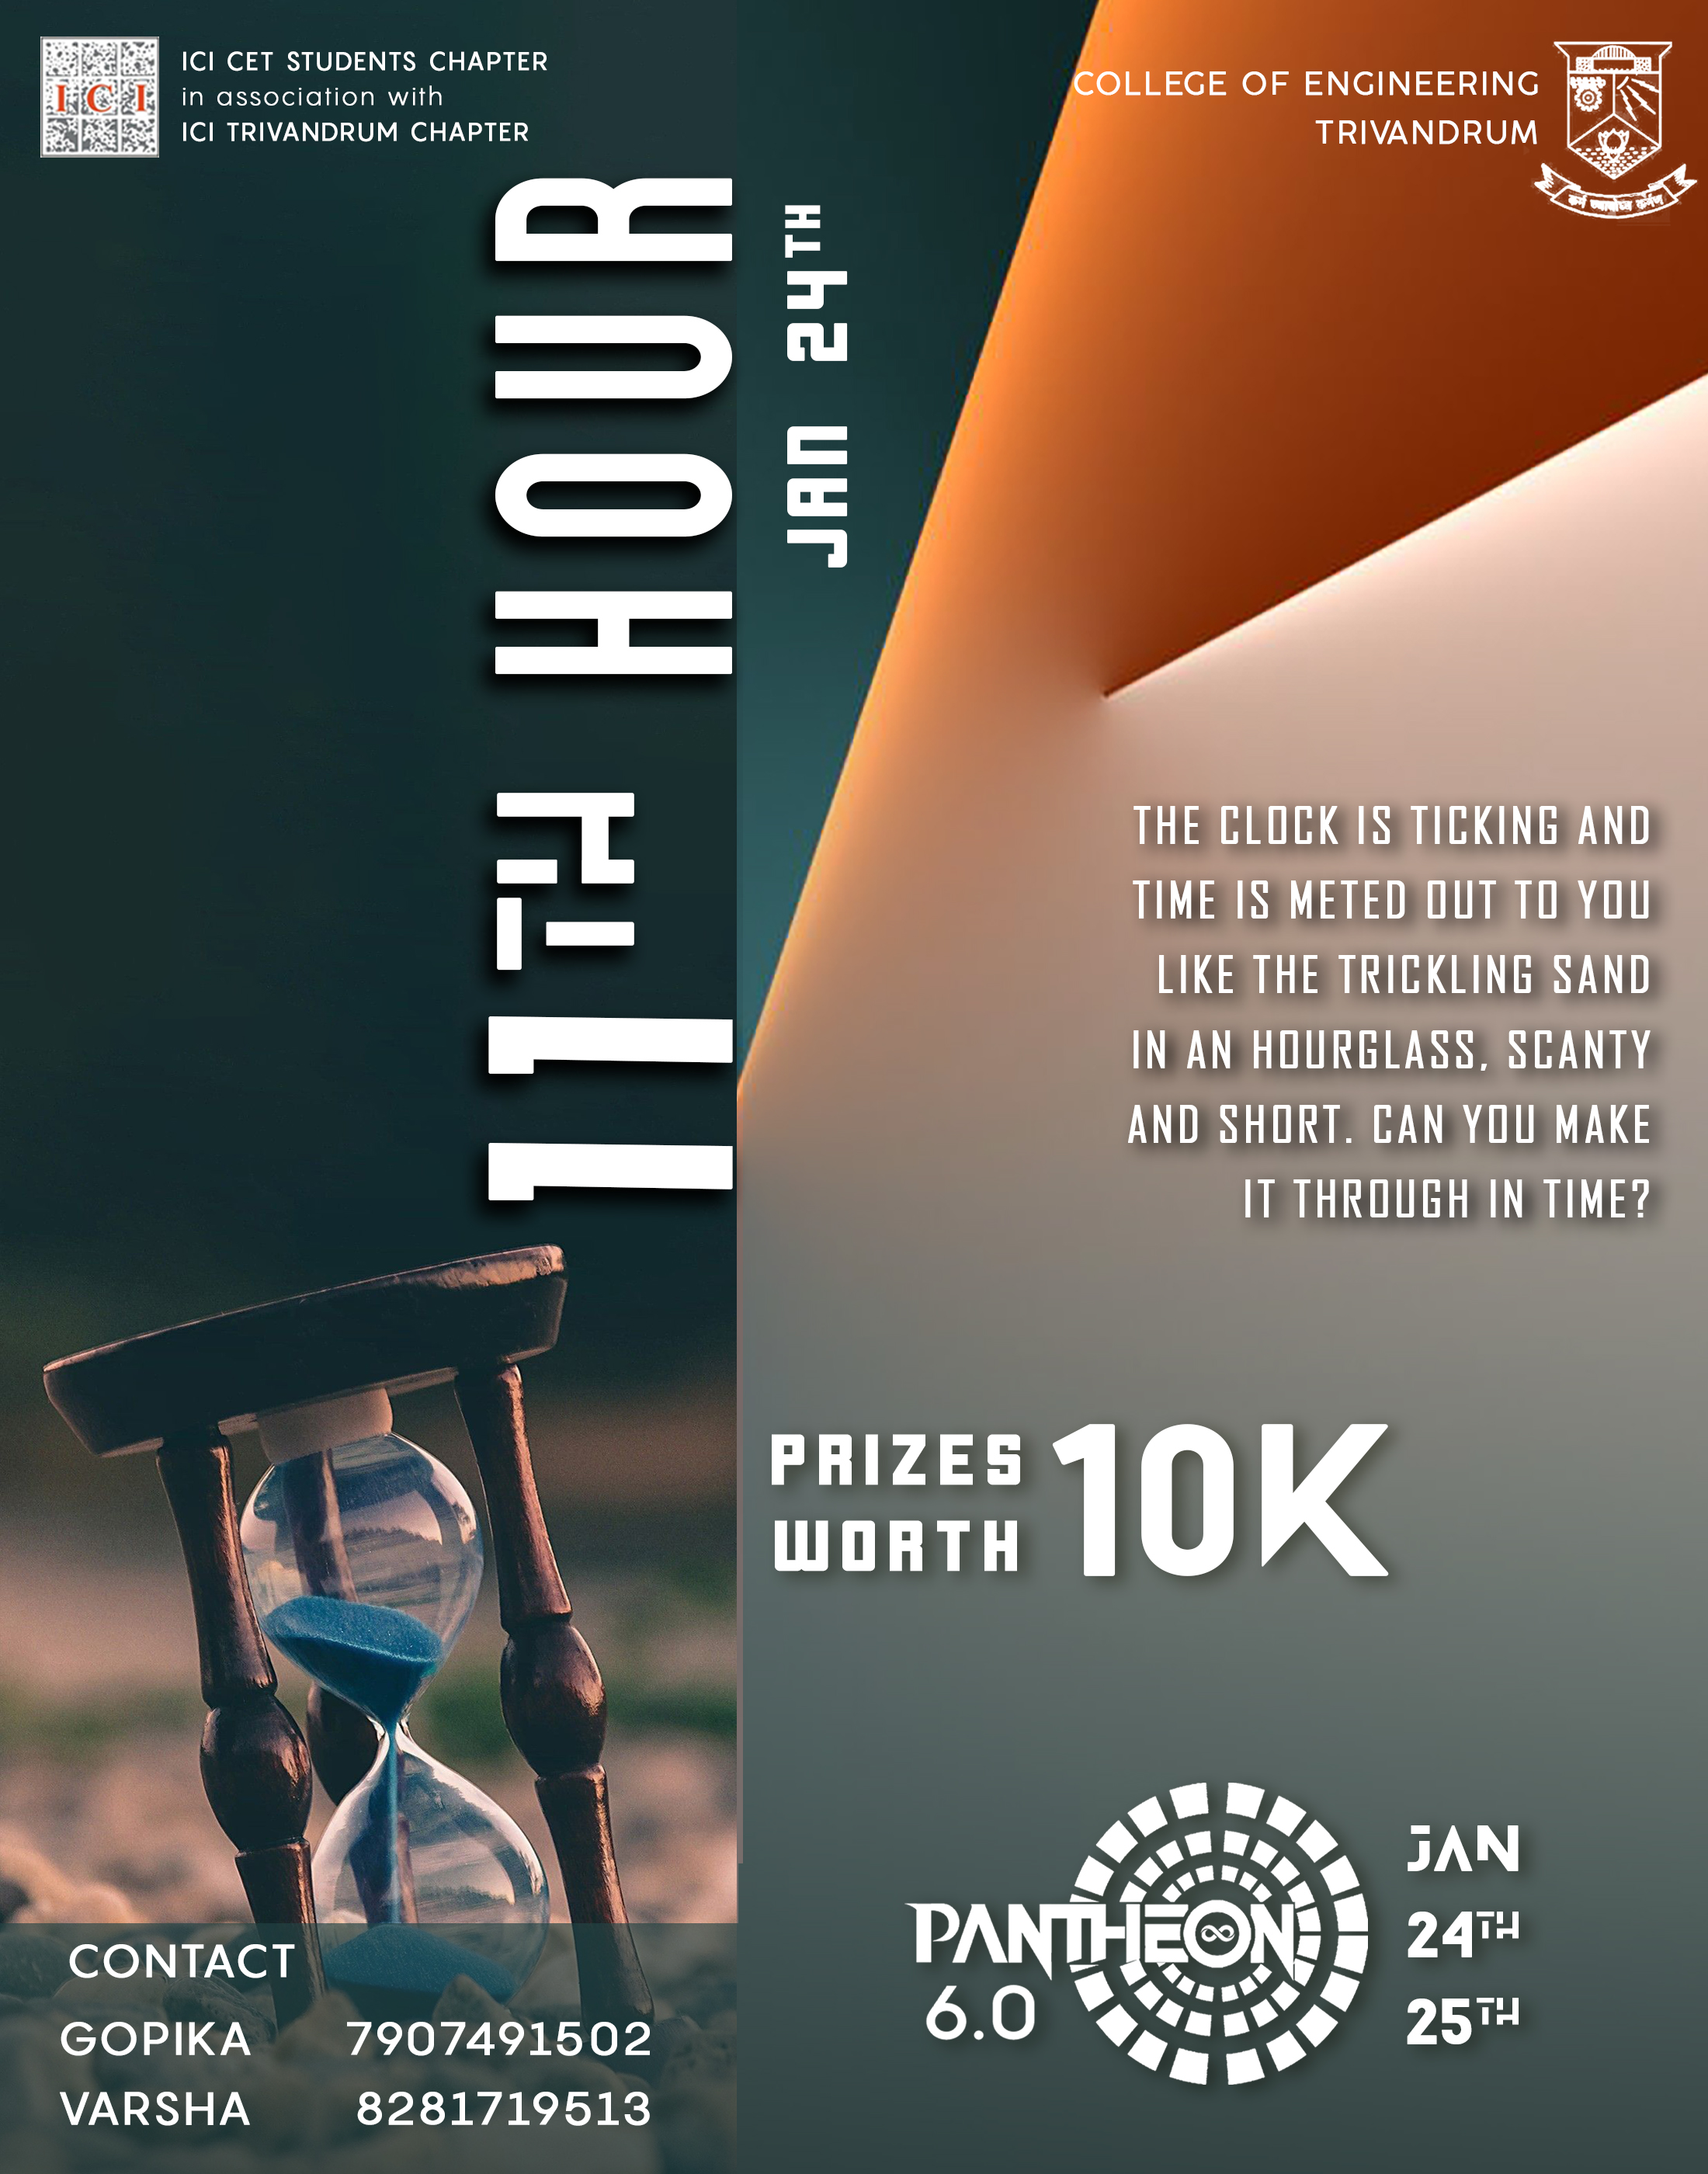 ICI
ICI CET STUDENTS CHAPTER
in association with
ICI TRIVANDRUM CHAPTER
COLLEGE OF ENGINEERING
TRIVANDRUM
11TH HOUR
JAN 24TH
THE CLOCK IS TICKING AND
TIME IS METED OUT TO YOU
LIKE THE TRICKLING SAND
IN AN HOURGLASS, SCANTY
AND SHORT. CAN YOU MAKE
IT THROUGH IN TIME?
PRIZES
WORTH
10K
PANTHEON
6.0
JAN
24TH
25TH
CONTACT
GOPIKA 7907491502
VARSHA 8281719513